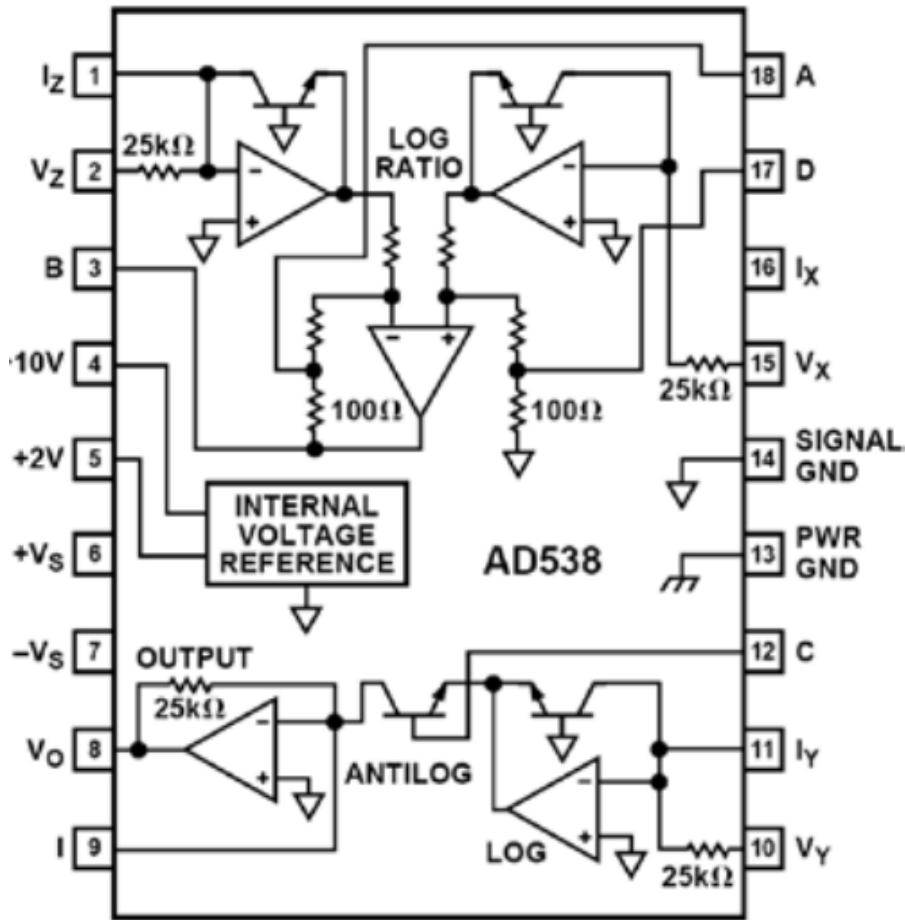 IZ 1
25kΩ
VZ 2
B 3
-10V 4
+2V 5
+VS 6
–VS 7
VO 8
I 9
LOG
RATIO
100Ω
100Ω
INTERNAL
VOLTAGE
REFERENCE
AD538
OUTPUT
25kΩ
ANTILOG
LOG
18 A
17 D
16 IX
15 VX
25kΩ
14 SIGNAL
GND
13 PWR
GND
12 C
11 IY
10 VY
25kΩ